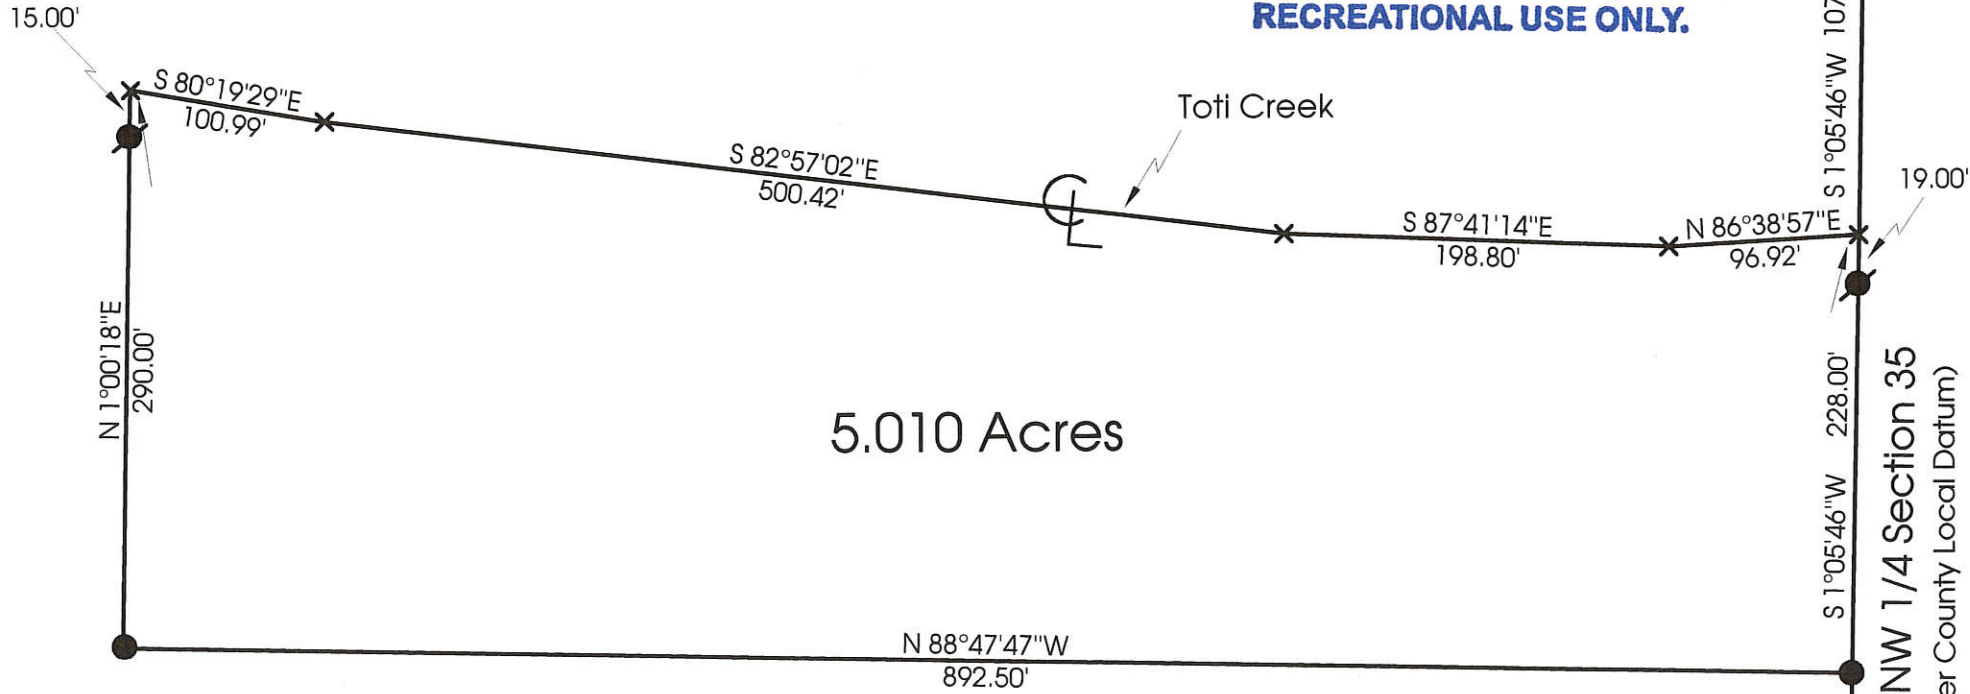 15.00'
RECREATIONAL USE ONLY.
S 1°05'46"W 107
S 80°19'29"E
100.99'
Toti Creek
S 82°57'02"E
500.42'
19.00'
S 87°41'14"E
198.80'
N 86°38'57"E
96.92'
N 1°00'18"E
290.00'
5.010 Acres
S 1°05'46"W 228.00'
NW 1/4 Section 35
er County Local Datum)
N 88°47'47"W
892.50'